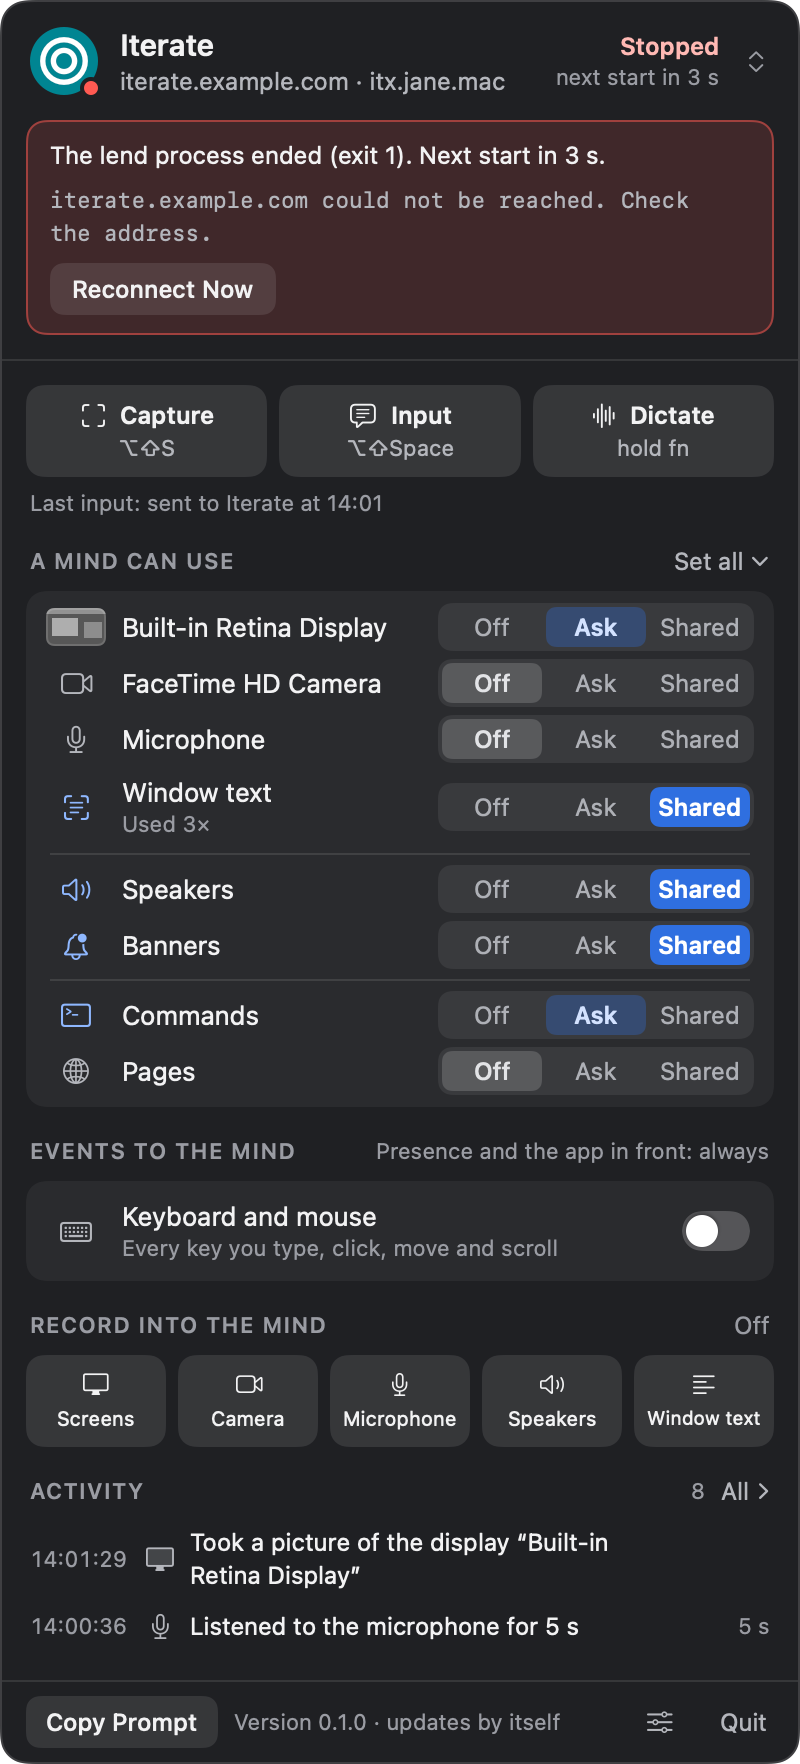 Iterate
iterate.example.com · itx.jane.mac
Stopped
next start in 3 s
The lend process ended (exit 1). Next start in 3 s.
iterate.example.com could not be reached. Check
the address.
Reconnect Now
Capture
⌥⇧S
Input
⌥⇧Space
Dictate
hold fn
Last input: sent to Iterate at 14:01
A MIND CAN USE
Set all
Built-in Retina Display
Off Ask Shared
FaceTime HD Camera
Off Ask Shared
Microphone
Off Ask Shared
Window text
Used 3×
Off Ask Shared
Speakers
Off Ask Shared
Banners
Off Ask Shared
Commands
Off Ask Shared
Pages
Off Ask Shared
EVENTS TO THE MIND
Presence and the app in front: always
Keyboard and mouse
Every key you type, click, move and scroll
RECORD INTO THE MIND
Off
Screens
Camera
Microphone
Speakers
Window text
ACTIVITY
8 All
14:01:29
Took a picture of the display “Built-in
Retina Display”
14:00:36
Listened to the microphone for 5 s
5 s
Copy Prompt
Version 0.1.0 · updates by itself
Quit